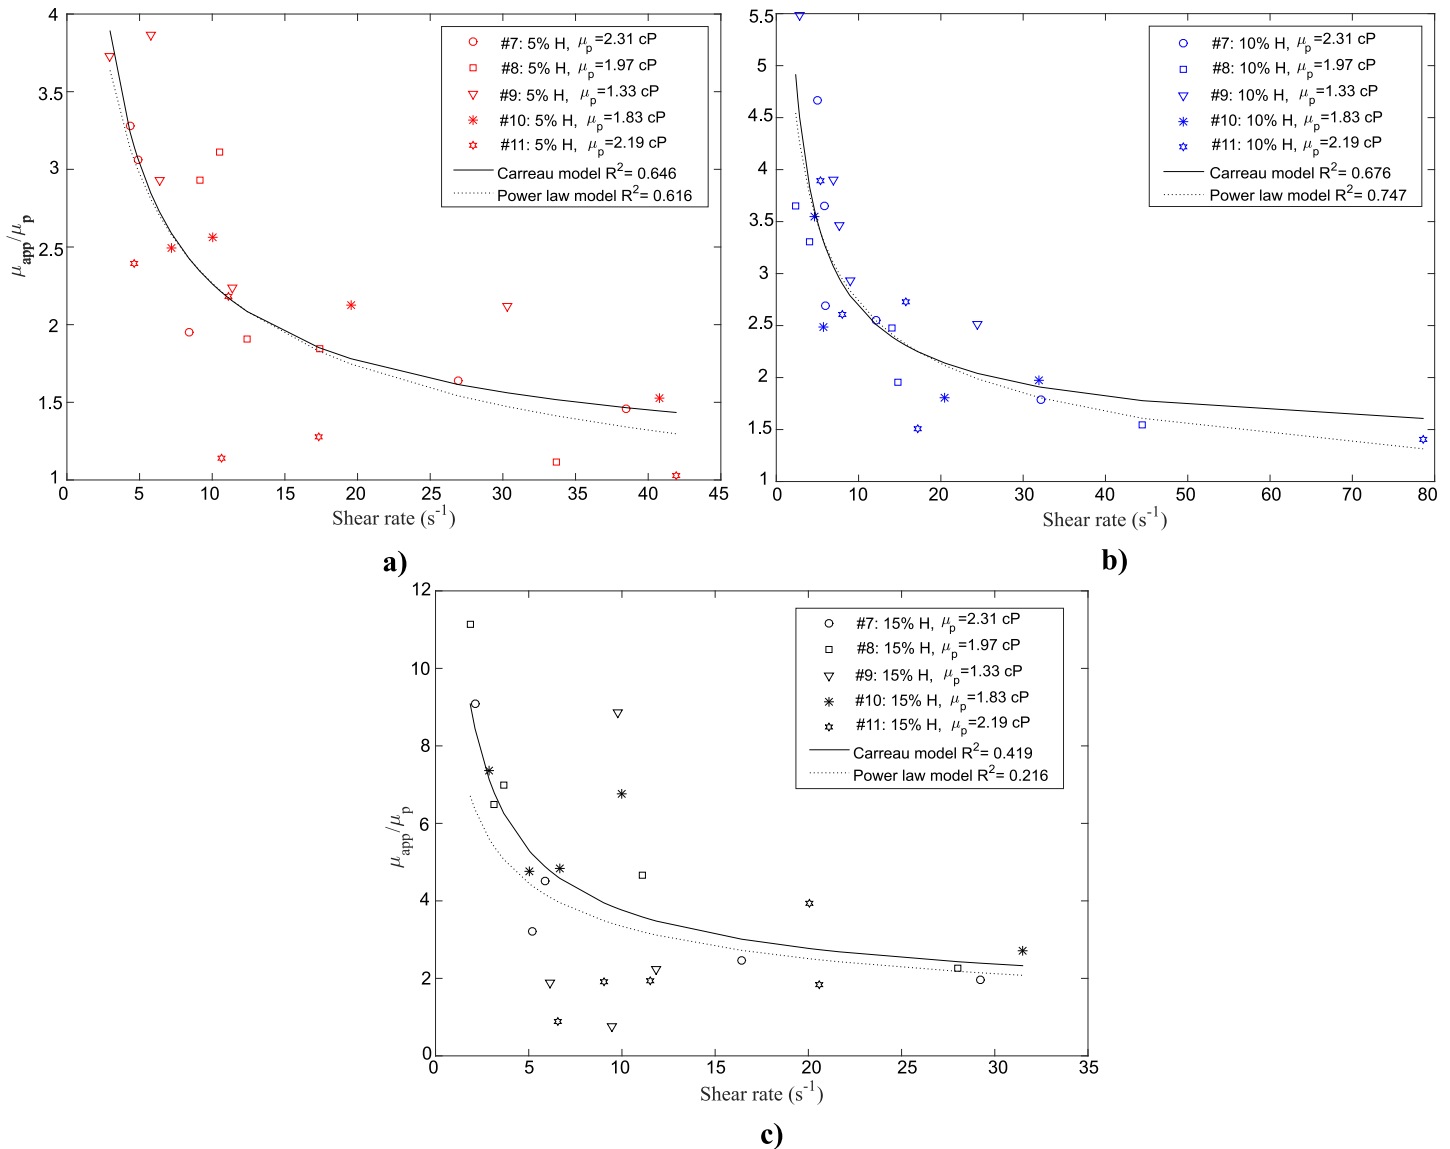 4
3.5
3
2.5
2
1.5
1
0 5 10 15 20 25 30 35 40 45
μapp/μp
Shear rate (s-1)
#7: 5% H, μp=2.31 cP
#8: 5% H, μp=1.97 cP
#9: 5% H, μp=1.33 cP
#10: 5% H, μp=1.83 cP
#11: 5% H, μp=2.19 cP
Carreau model R2= 0.646
Power law model R2= 0.616
a)
5.5
5
4.5
4
3.5
3
2.5
2
1.5
1
0 10 20 30 40 50 60 70 80
Shear rate (s-1)
#7: 10% H, μp=2.31 cP
#8: 10% H, μp=1.97 cP
#9: 10% H, μp=1.33 cP
#10: 10% H, μp=1.83 cP
#11: 10% H, μp=2.19 cP
Carreau model R2= 0.676
Power law model R2= 0.747
b)
12
10
8
6
4
2
0
0 5 10 15 20 25 30 35
μapp/μp
Shear rate (s-1)
#7: 15% H, μp=2.31 cP
#8: 15% H, μp=1.97 cP
#9: 15% H, μp=1.33 cP
#10: 15% H, μp=1.83 cP
#11: 15% H, μp=2.19 cP
Carreau model R2= 0.419
Power law model R2= 0.216
c)